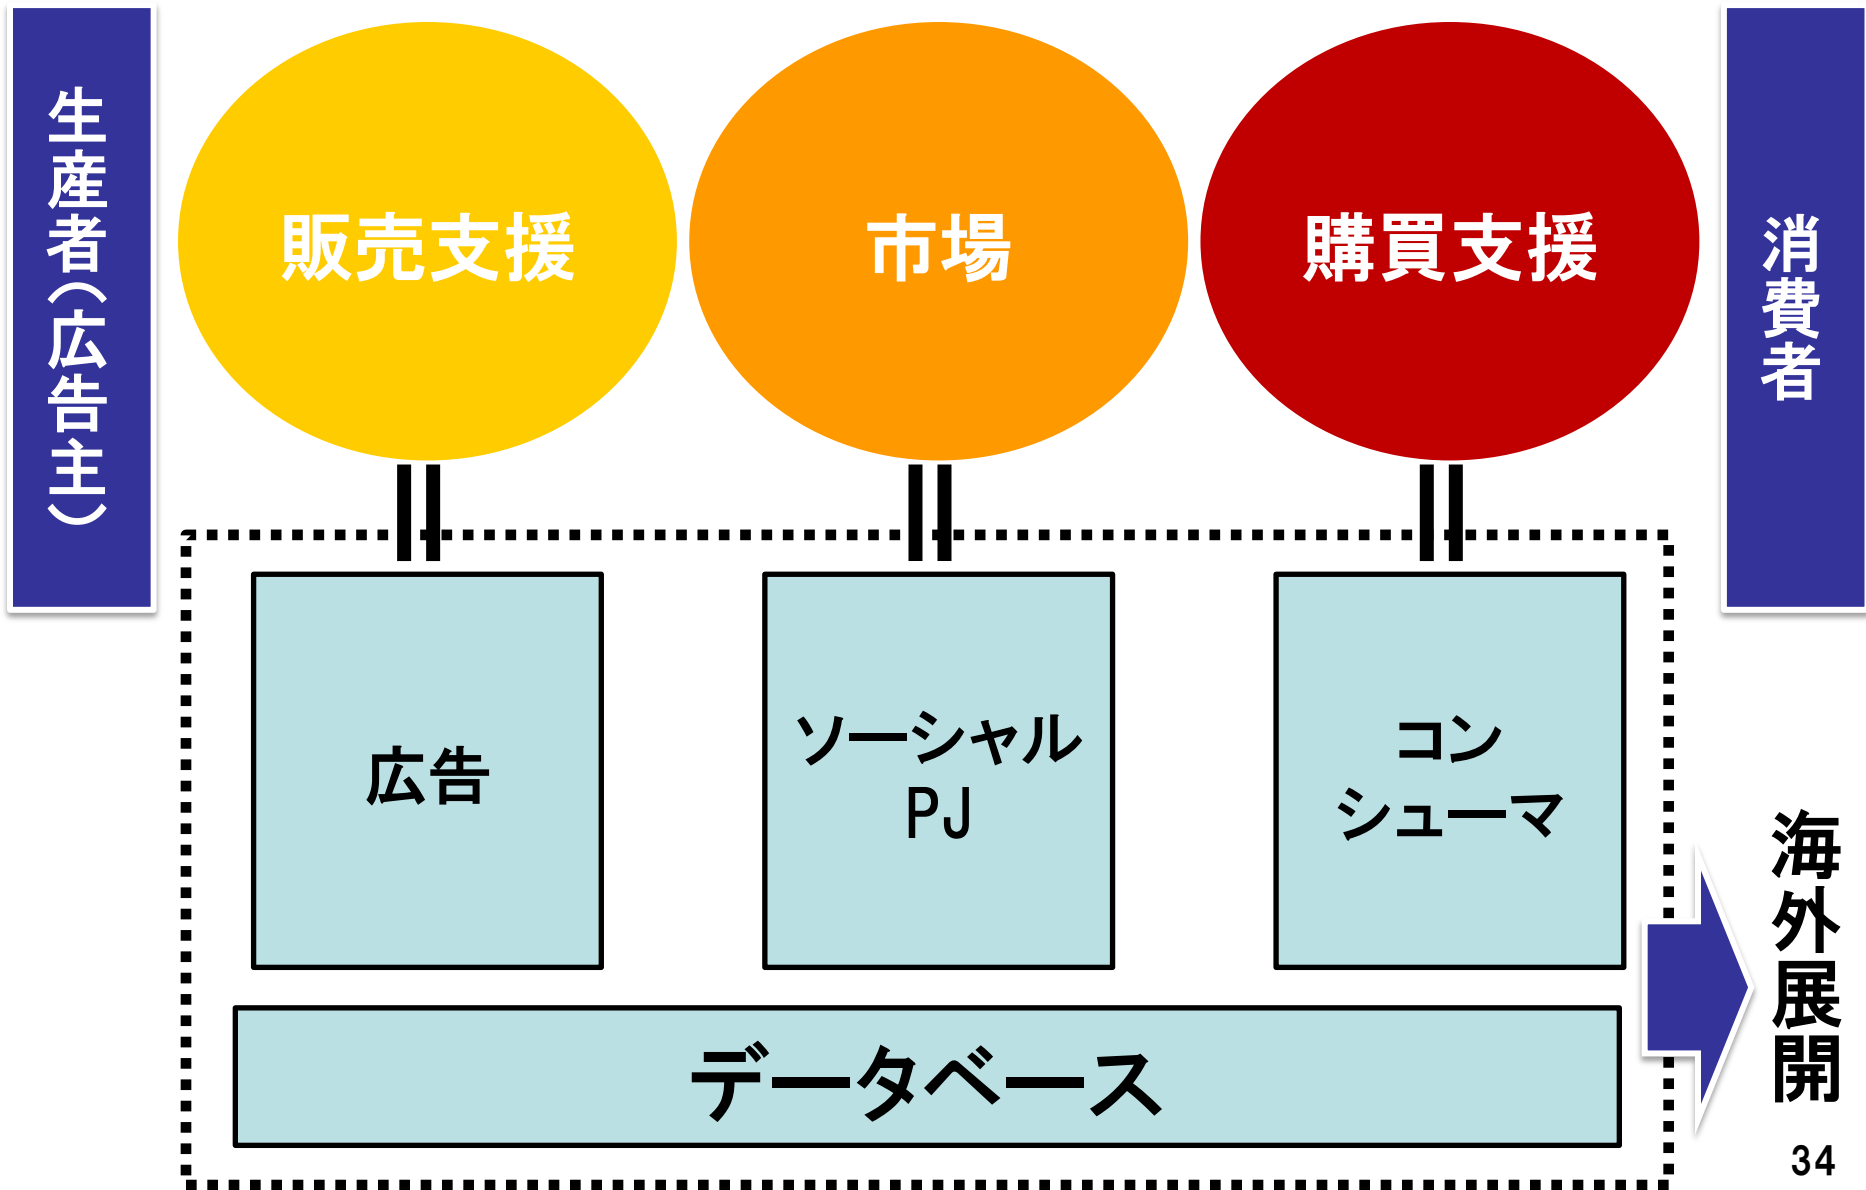 生産者（広告主）
販売支援
市場
購買支援
消費者
広告
ソーシャル
PJ
コン
シューマ
データベース
海外展開
34